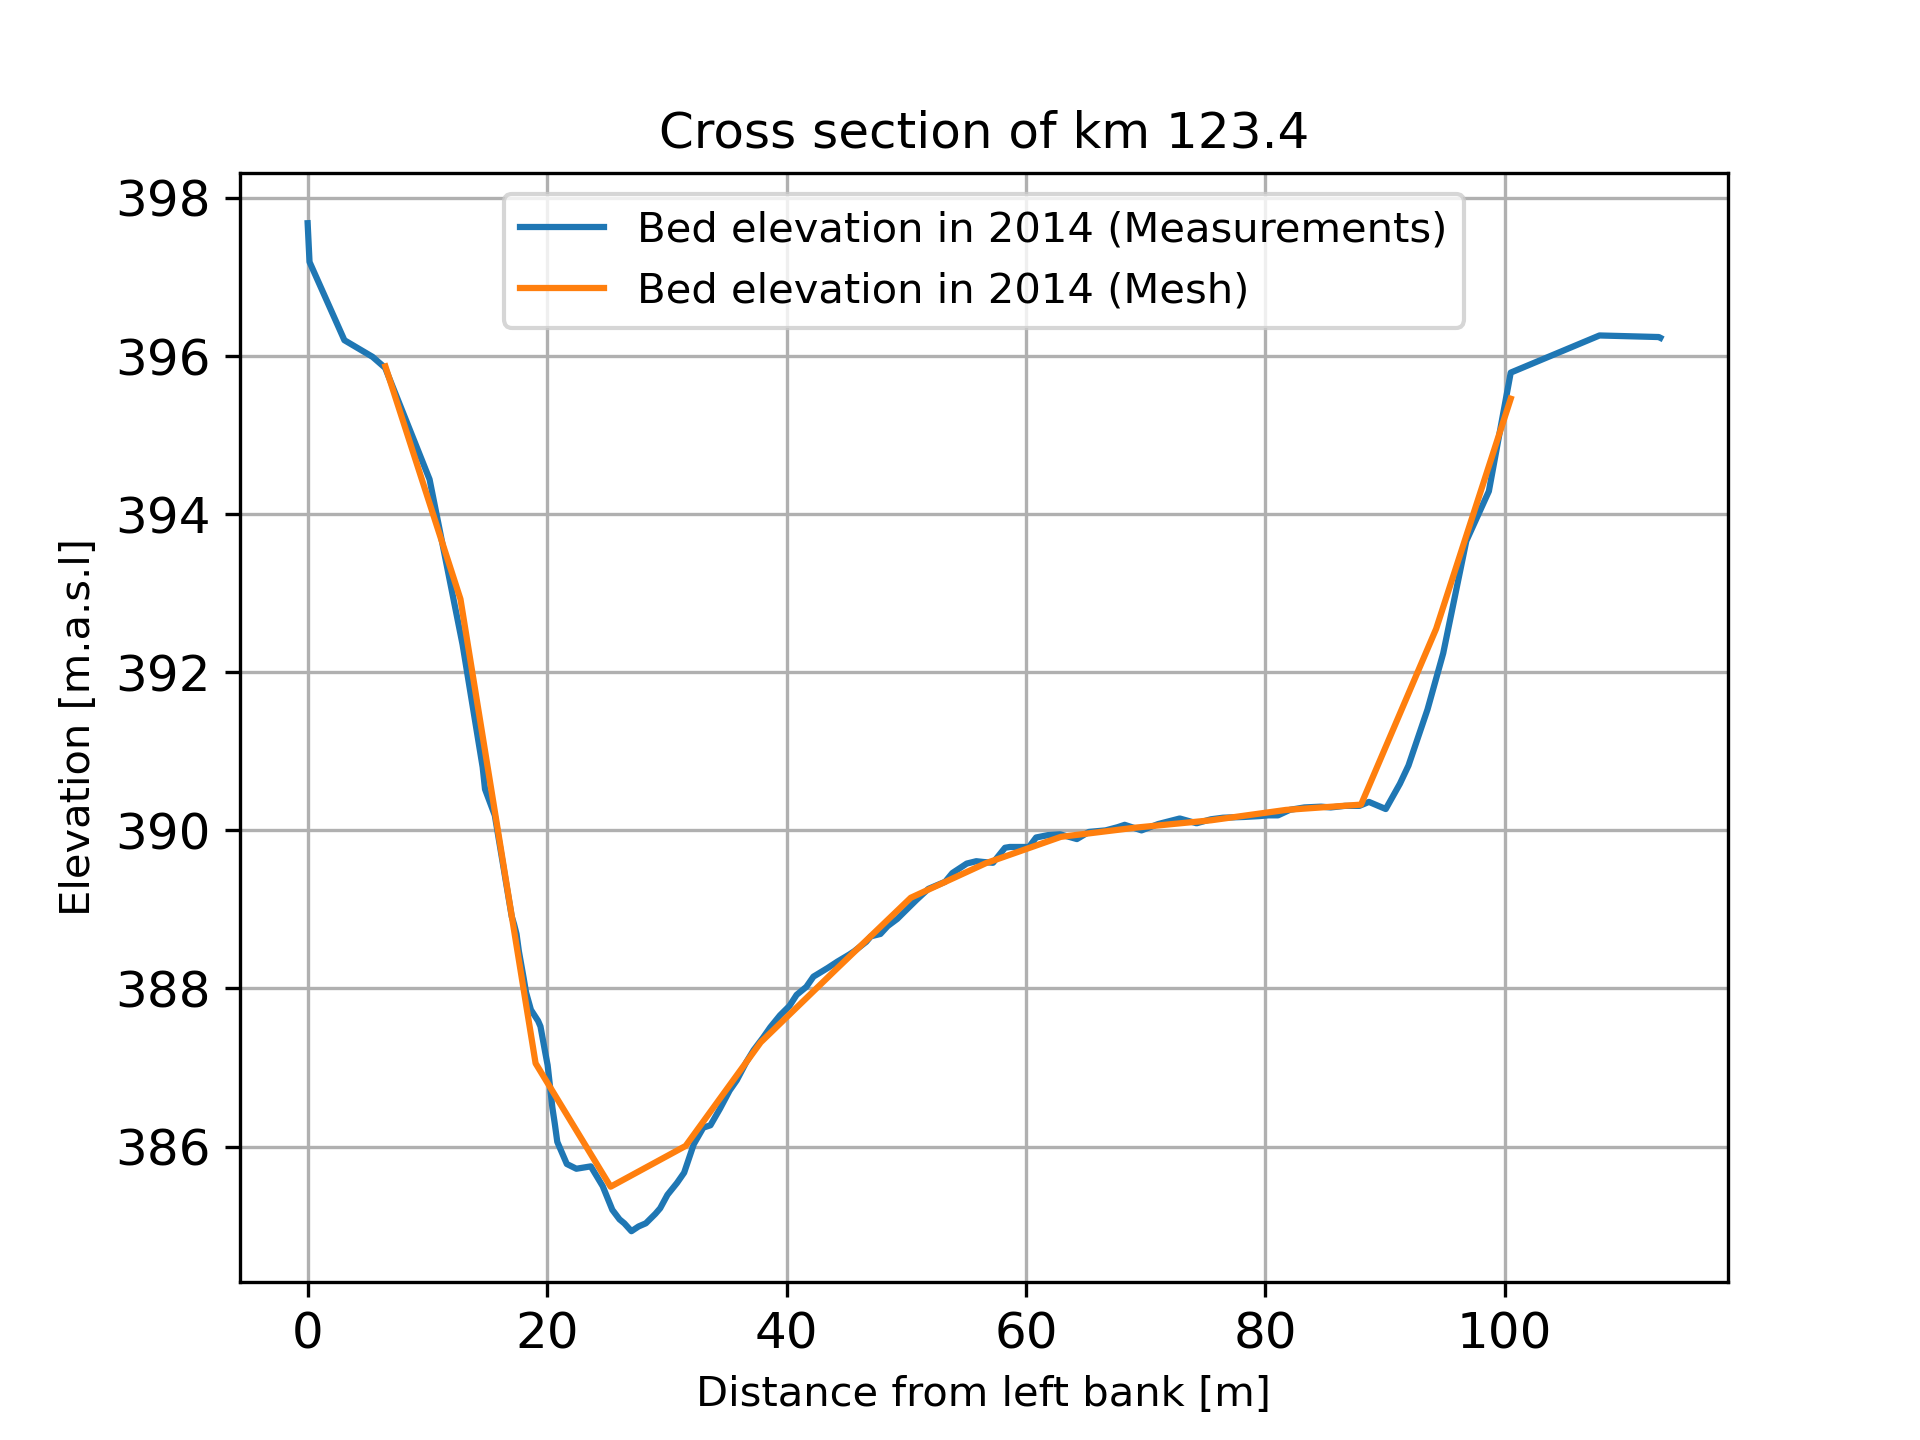 Cross section of km 123.4
398
396
394
392
390
388
386
Elevation [m.a.s.l]
Bed elevation in 2014 (Measurements)
Bed elevation in 2014 (Mesh)
0 20 40 60 80 100
Distance from left bank [m]